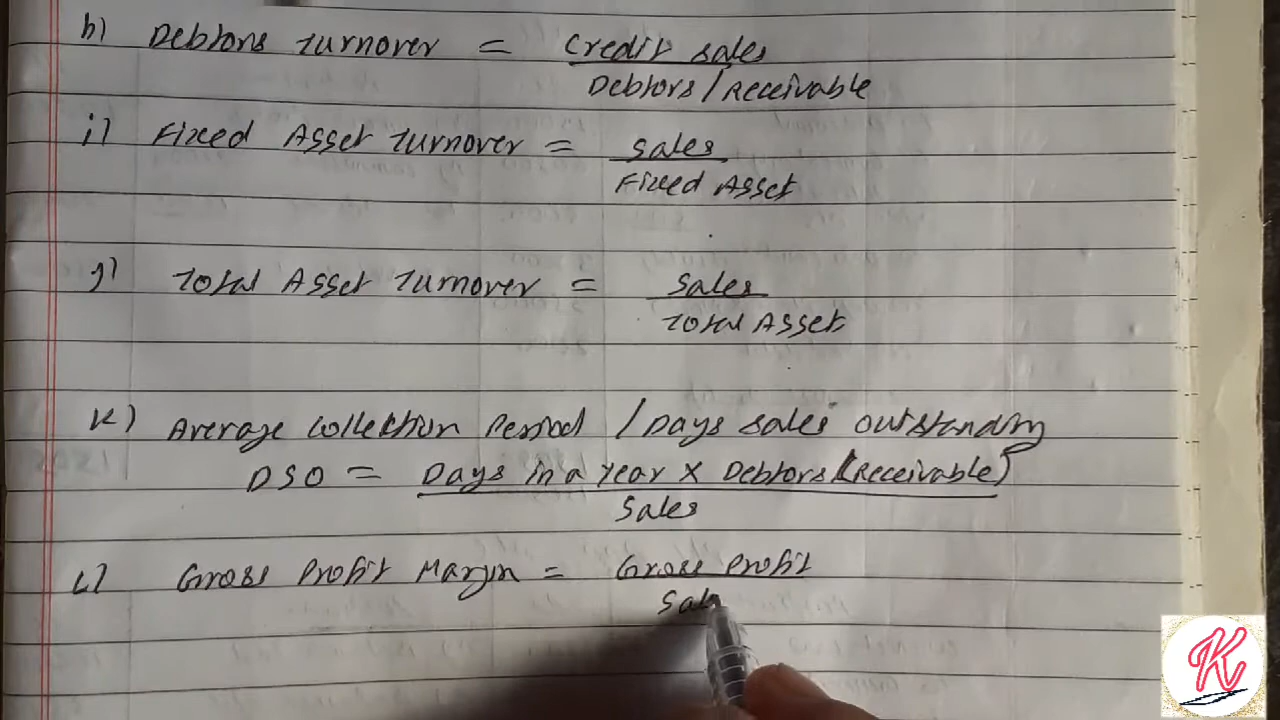 h) Debtors Turnover = Credit sales
Debtors/Receivable
i) Fixed Asset Turnover = Sales
Fixed Asset
j) Total Asset Turnover = Sales
Total Asset
K) Average Collection Period / Days sales outstanding
DSO = Days in a year x Debtors (Receivable)
Sales
L) Gross Profit Margin = Gross Profit
Sal
K